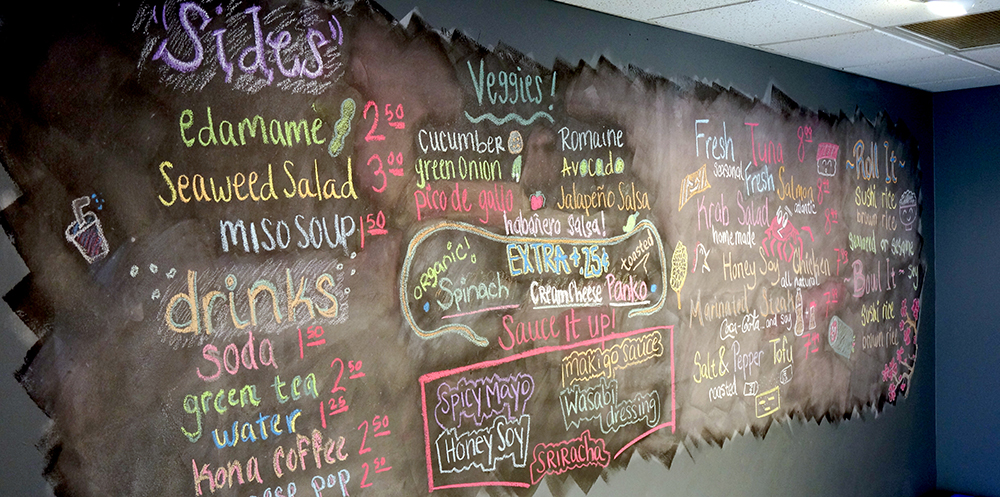 "Sides"
edamame 2.50
Seaweed Salad 3.00
miso soup 1.50
drinks
soda 1.50
green tea 2.50
water 1.25
kona coffee 2.50
pop 2.50
Veggies!
cucumber
green onion
pico de gallo
Romaine
Avocado
Jalapeño Salsa
habañero salsa!
EXTRA + .25¢
organic!
Spinach
Cream Cheese
toasted
Panko
Sauce it up!
Spicy Mayo
maki go sauce
Wasabi dressing
Honey Soy
SRIRACHA
Fresh Tuna 8.00
seasonal
Fresh Salmon
atlantic
Krab Salad
home made
Honey Soy Chicken
all natural
Marinated Steak
Coca-Cola and soy
Salt & Pepper Tofu
roasted
~Roll It~
sushi rice
brown rice
seaweed or sesame soy
~Bowl It~
sushi rice
brown rice